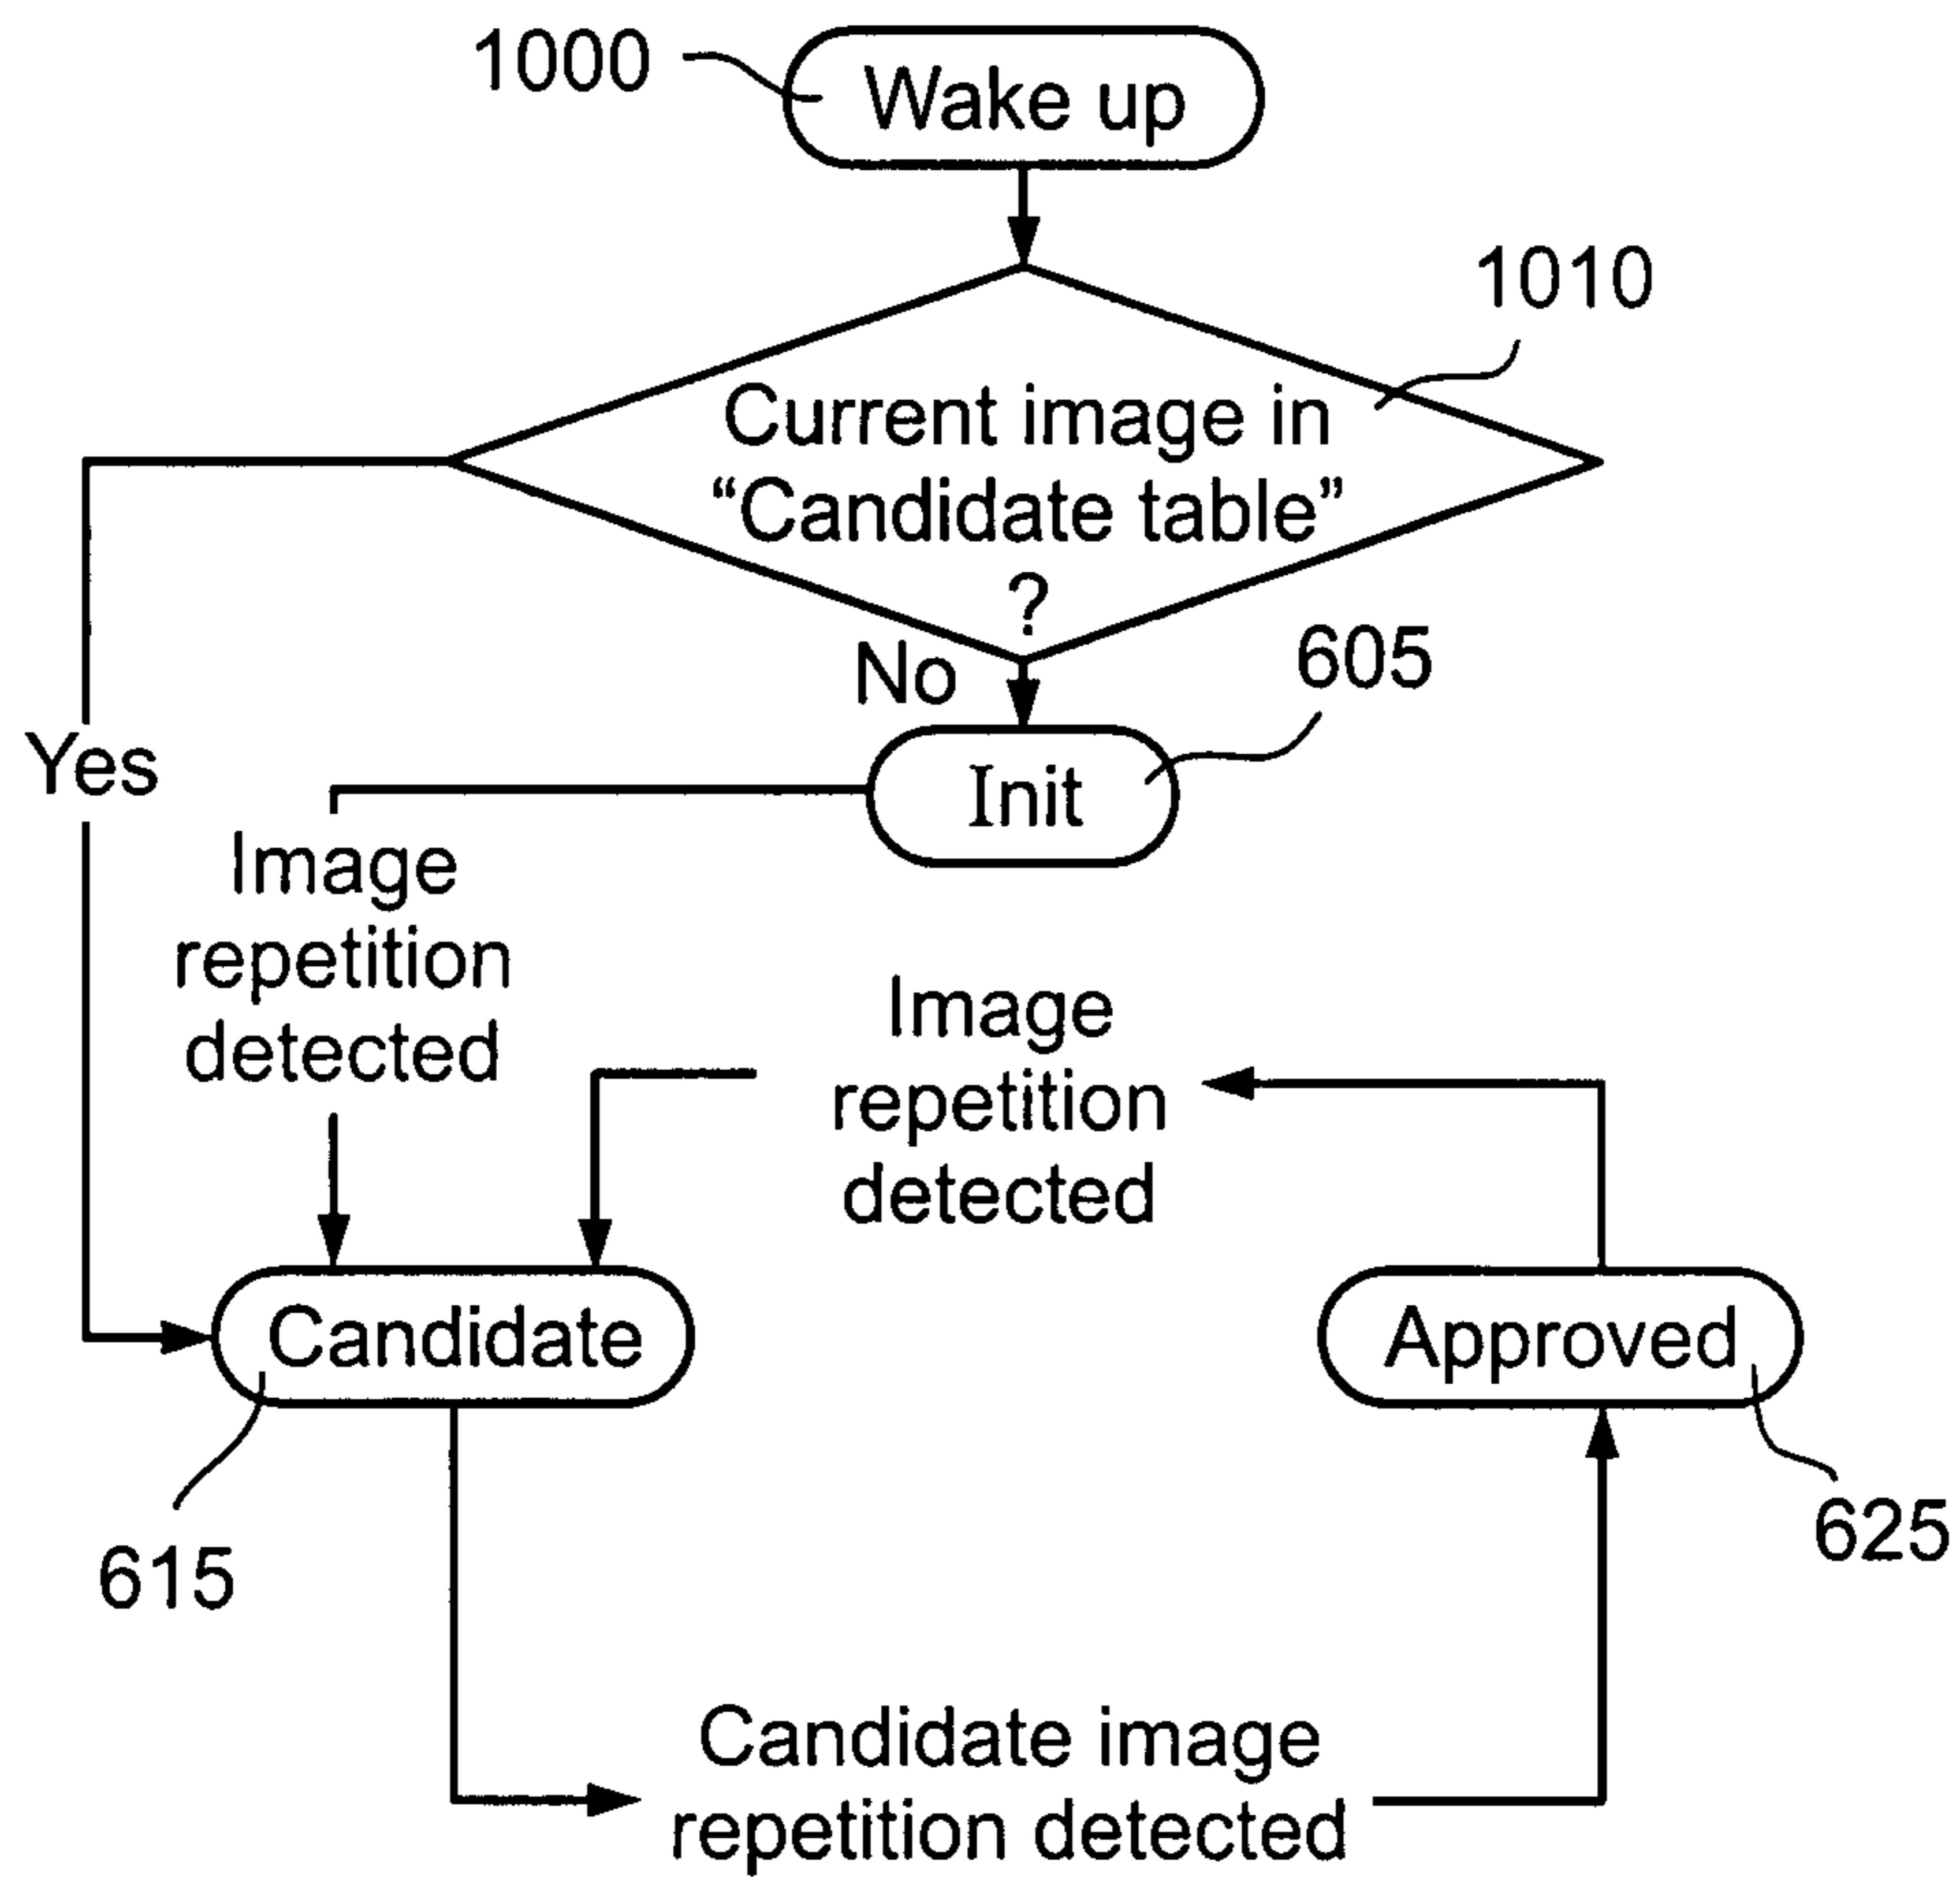 1000
Wake up
1010
Current image in
“Candidate table”
?
No
605
Yes
Init
Image
repetition
detected
Image
repetition
detected
Candidate
Approved
615
625
Candidate image
repetition detected